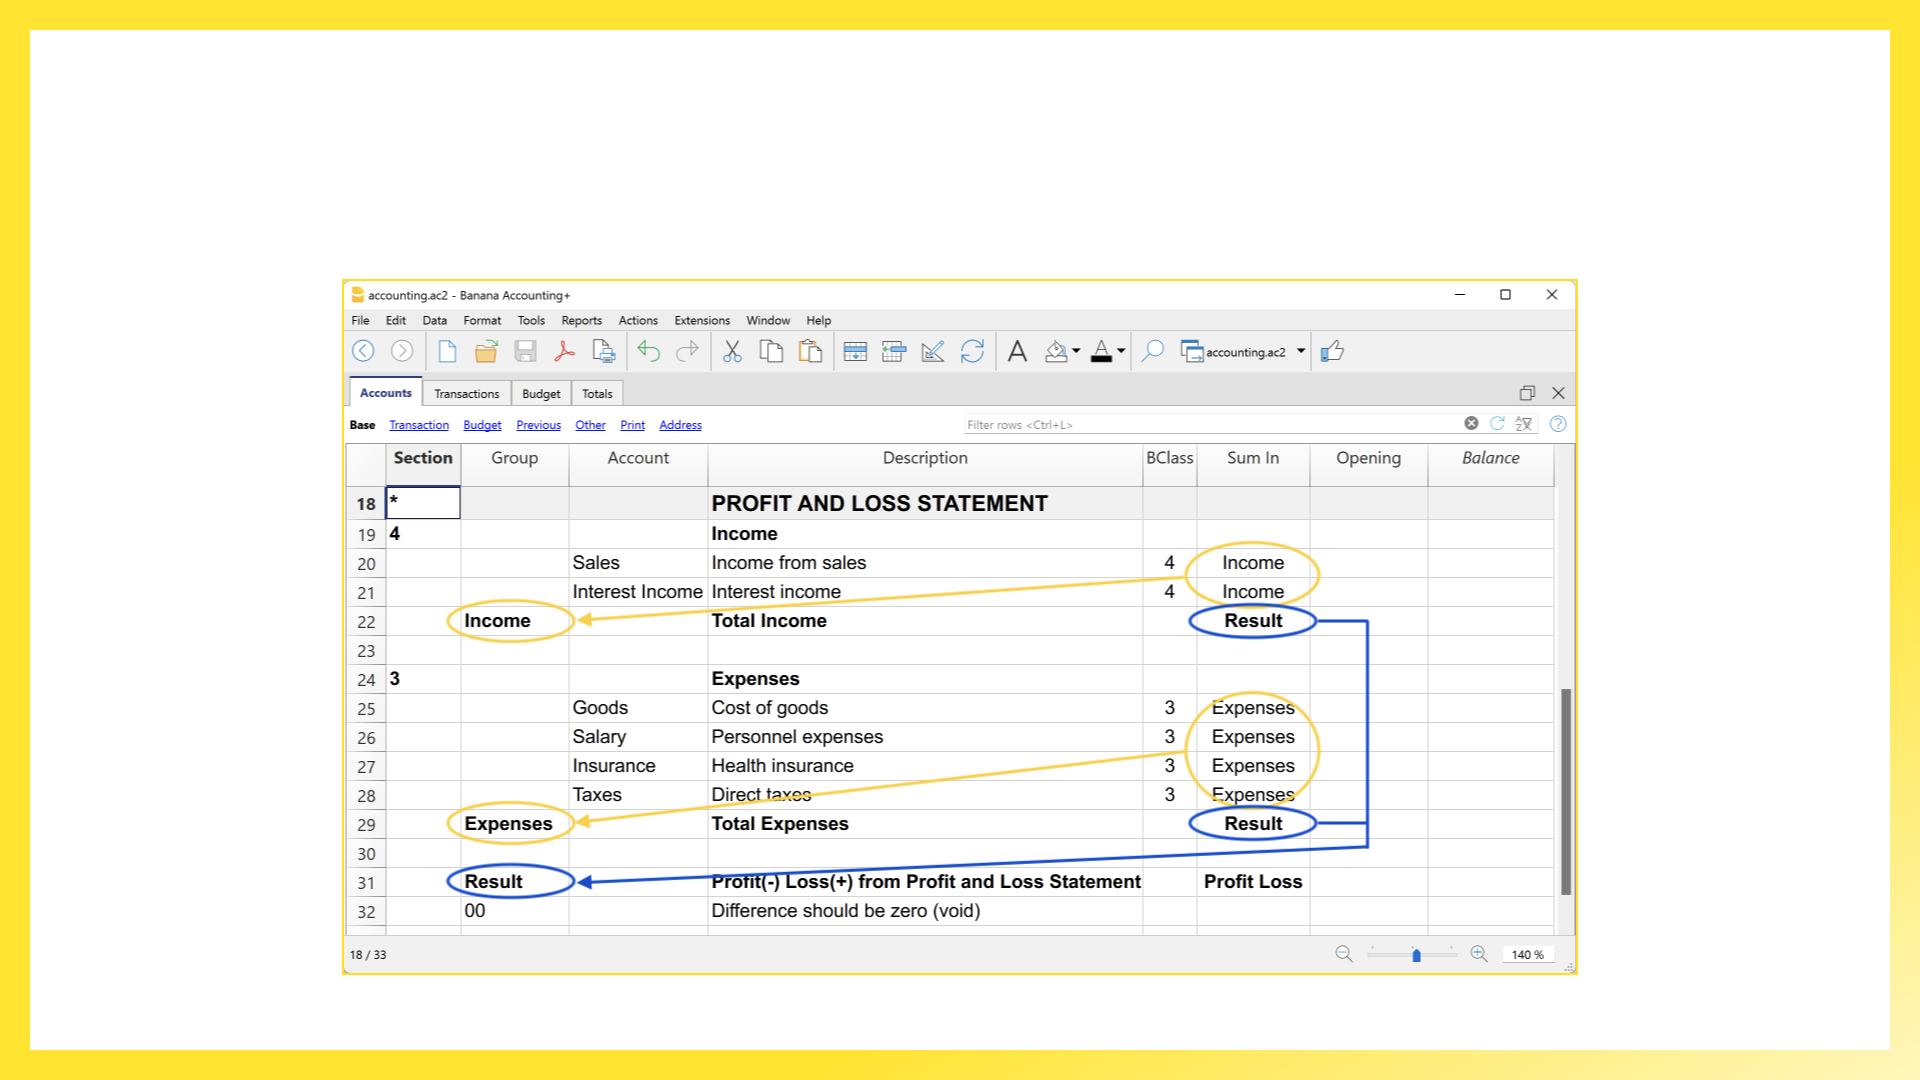 accounting.ac2 - Banana Accounting+
File Edit Data Format Tools Reports Actions Extensions Window Help
accounting.ac2
Accounts Transactions Budget Totals
Base Transaction Budget Previous Other Print Address Filter rows <Ctrl+L>
Section Group Account Description BClass Sum In Opening Balance
18 * PROFIT AND LOSS STATEMENT
19 4 Income
20 Sales Income from sales 4 Income
21 Interest Income Interest income 4 Income
22 Income Total Income Result
23
24 3 Expenses
25 Goods Cost of goods 3 Expenses
26 Salary Personnel expenses 3 Expenses
27 Insurance Health insurance 3 Expenses
28 Taxes Direct taxes 3 Expenses
29 Expenses Total Expenses Result
30
31 Result Profit(-) Loss(+) from Profit and Loss Statement Profit Loss
32 00 Difference should be zero (void)
18 / 33 140 %